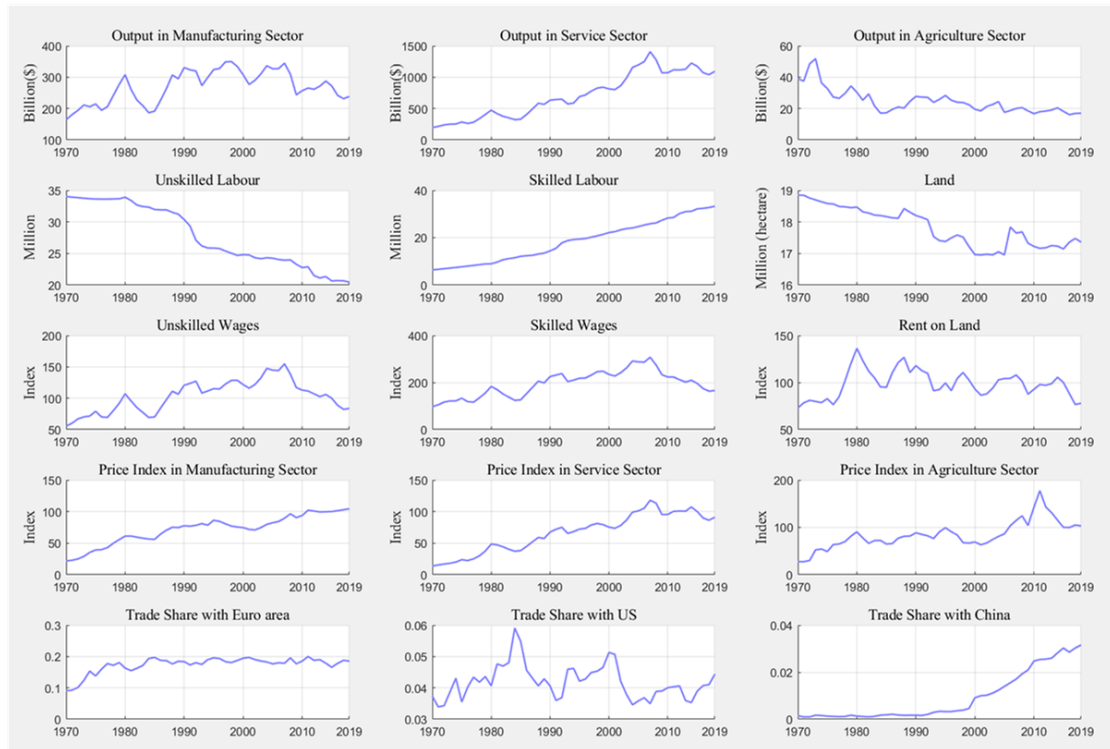 Output in Manufacturing Sector
Billion($)
400
300
200
100
1970 1980 1990 2000 2010 2019
Output in Service Sector
Billion($)
1500
1000
500
0
1970 1980 1990 2000 2010 2019
Output in Agriculture Sector
Billion($)
60
40
20
0
1970 1980 1990 2000 2010 2019
Unskilled Labour
Million
35
30
25
20
1970 1980 1990 2000 2010 2019
Skilled Labour
Million
40
20
0
1970 1980 1990 2000 2010 2019
Land
Million (hectare)
19
18
17
16
1970 1980 1990 2000 2010 2019
Unskilled Wages
Index
200
150
100
50
1970 1980 1990 2000 2010 2019
Skilled Wages
Index
400
200
0
1970 1980 1990 2000 2010 2019
Rent on Land
Index
150
100
50
1970 1980 1990 2000 2010 2019
Price Index in Manufacturing Sector
Index
150
100
50
0
1970 1980 1990 2000 2010 2019
Price Index in Service Sector
Index
150
100
50
0
1970 1980 1990 2000 2010 2019
Price Index in Agriculture Sector
Index
200
100
0
1970 1980 1990 2000 2010 2019
Trade Share with Euro area
0.3
0.2
0.1
0
1970 1980 1990 2000 2010 2019
Trade Share with US
0.06
0.05
0.04
0.03
1970 1980 1990 2000 2010 2019
Trade Share with China
0.04
0.02
0
1970 1980 1990 2000 2010 2019